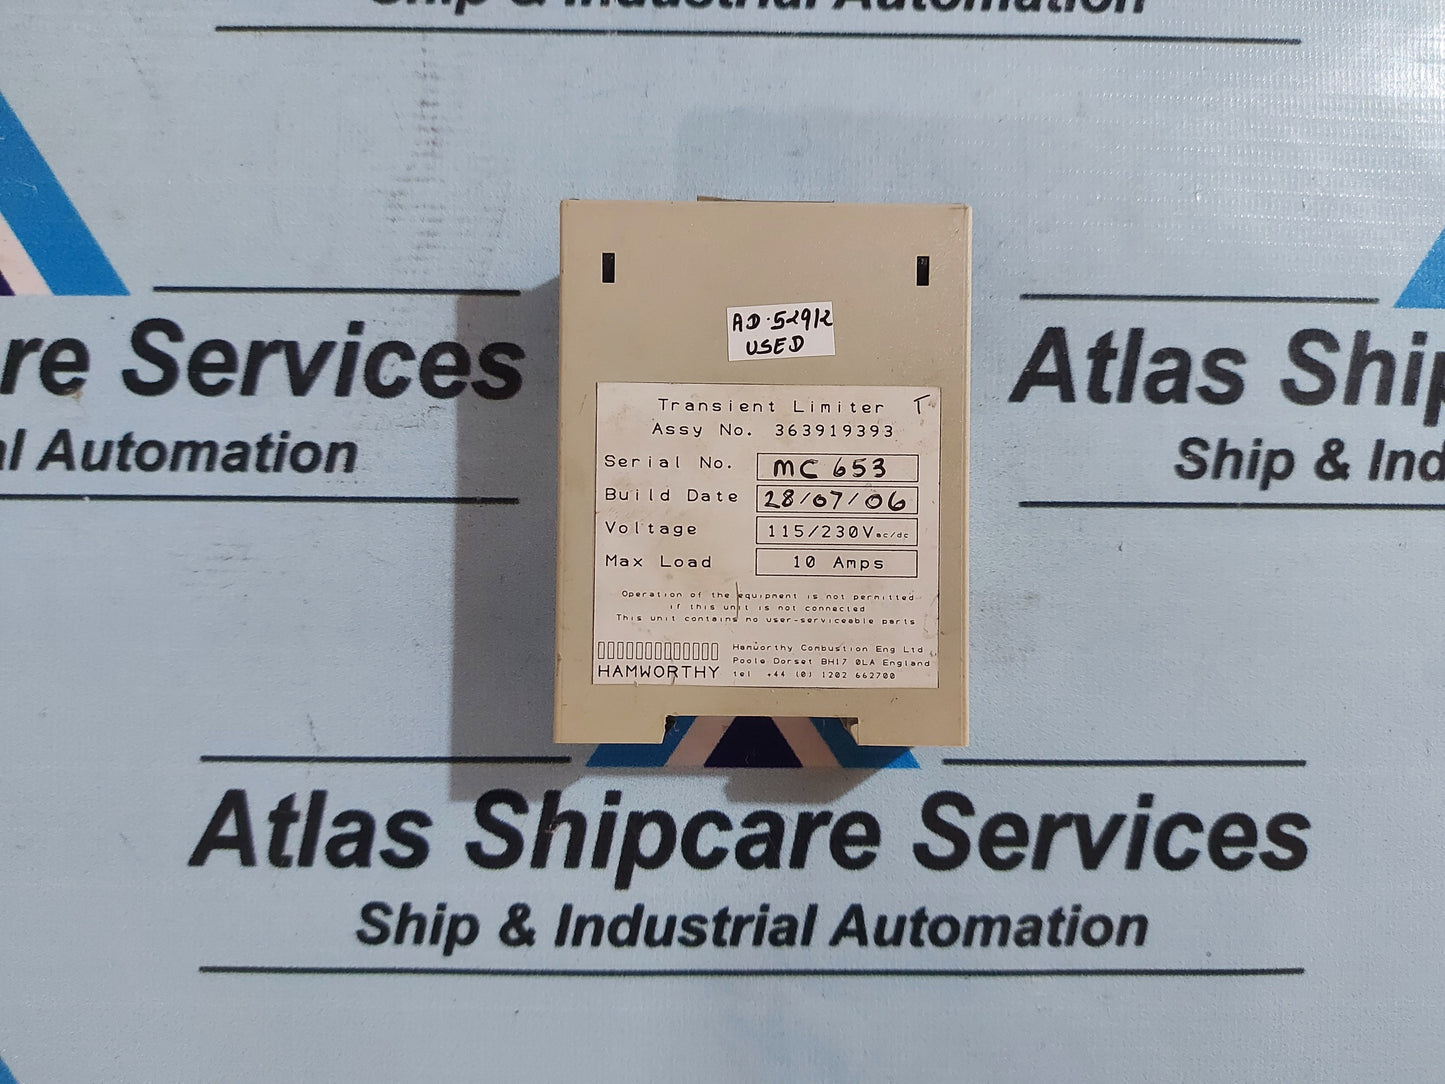 Ship & Industrial Automation
AD-52912
USED
Transient Limiter T
Assy No. 363919393
Serial No. MC 653
Build Date 28/07/06
Voltage 115/230Vac/dc
Max Load 10 Amps
Operation of the equipment is not permitted
if this unit is not connected
This unit contains no user-serviceable parts
HAMWORTHY
Hamworthy Combustion Eng Ltd
Poole Dorset BH17 0LA England
tel +44 (0) 1202 662700
re Services
al Automation
Atlas Ship
Ship & Ind
Atlas Shipcare Services
Ship & Industrial Automation